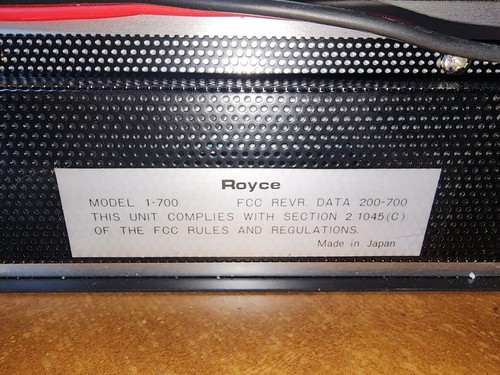 Royce
MODEL 1-700 FCC REVR. DATA 200-700
THIS UNIT COMPLIES WITH SECTION 2.1045(C)
OF THE FCC RULES AND REGULATIONS.
Made in Japan